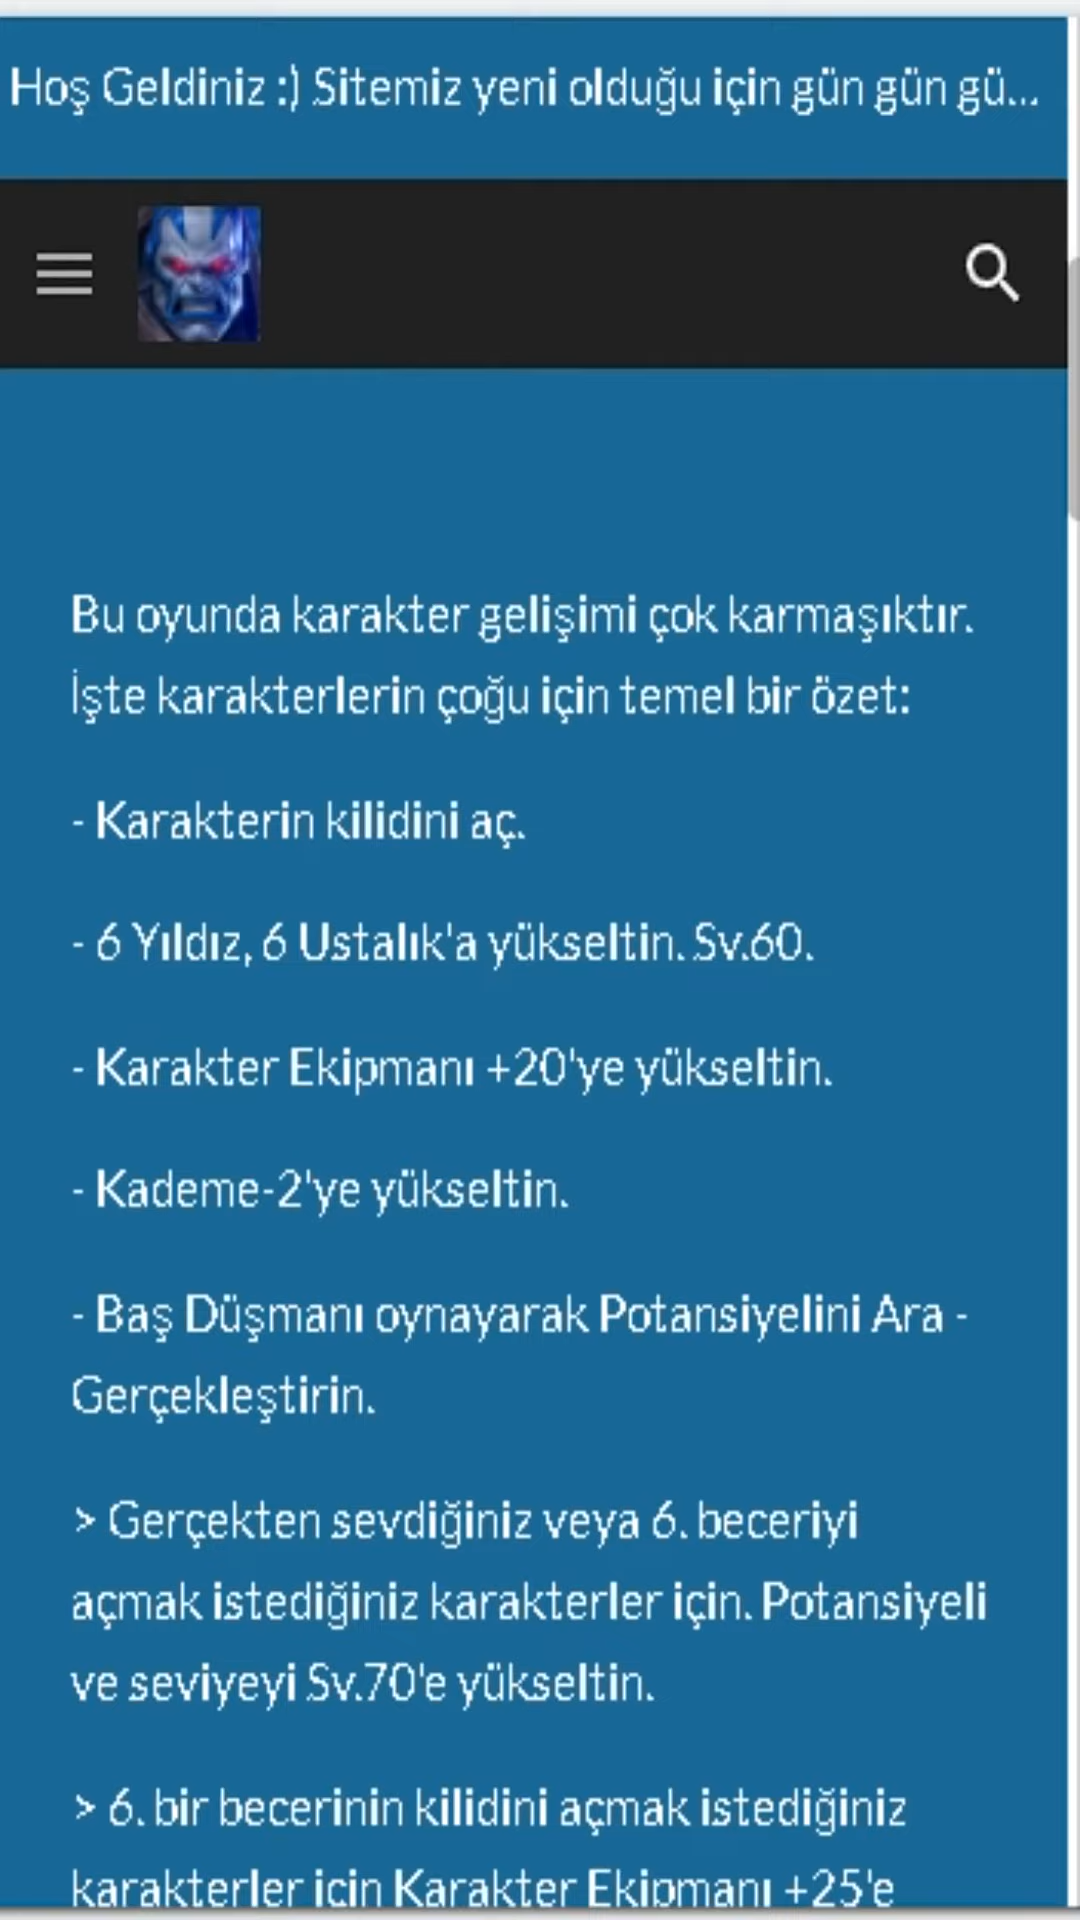 Hoş Geldiniz :) Sitemiz yeni olduğu için gün gün gü...
Bu oyunda karakter gelişimi çok karmaşıktır.
İşte karakterlerin çoğu için temel bir özet:
- Karakterin kilidini aç.
- 6 Yıldız, 6 Ustalık'a yükseltin. Sv.60.
- Karakter Ekipmanı +20'ye yükseltin.
- Kademe-2'ye yükseltin.
- Baş Düşmanı oynayarak Potansiyelini Ara -
Gerçekleştirin.
> Gerçekten sevdiğiniz veya 6. beceriyi
açmak istediğiniz karakterler için. Potansiyeli
ve seviyeyi Sv.70'e yükseltin.
> 6. bir becerinin kilidini açmak istediğiniz
karakterler için Karakter Ekipmanı +25'e